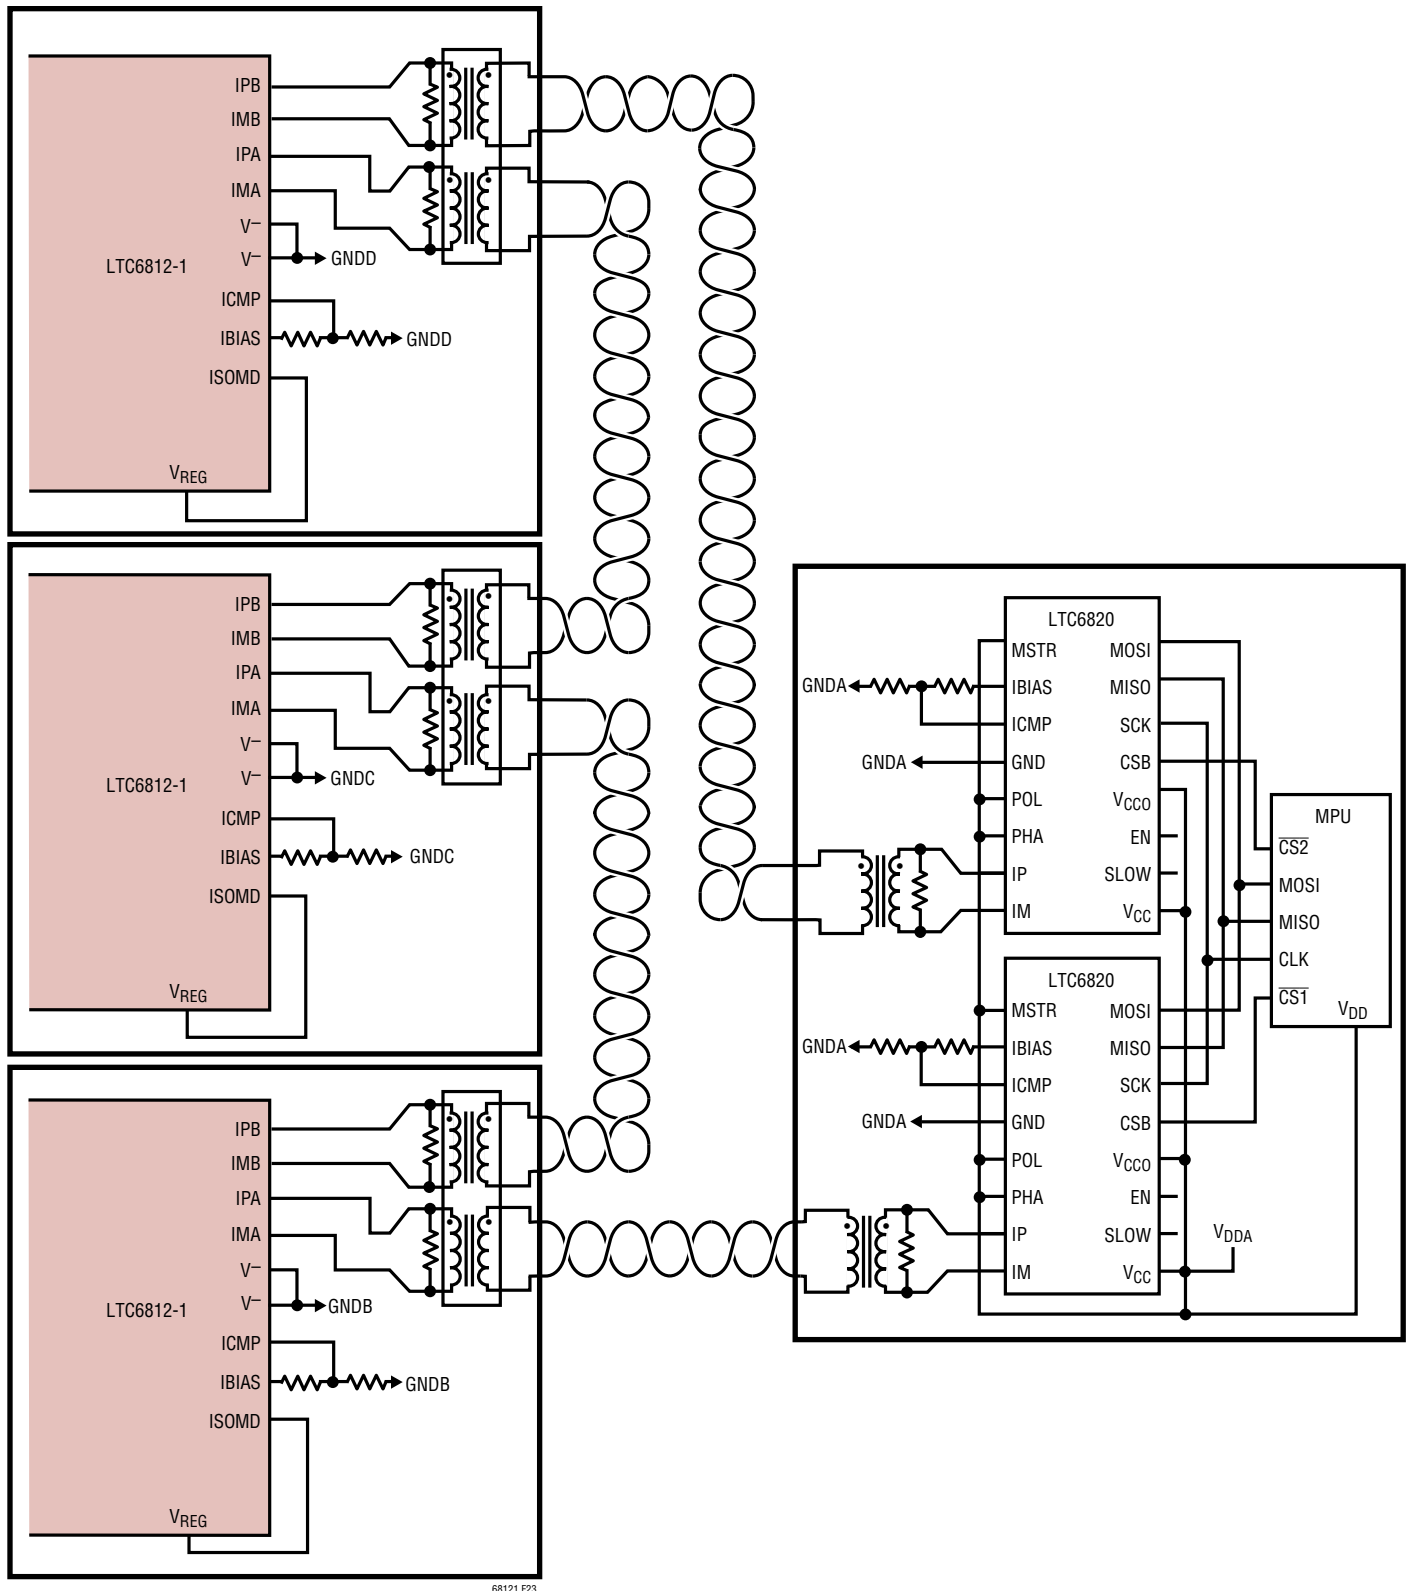 IPB
IMB
IPA
IMA
V–
V–
GNDD
LTC6812-1
ICMP
IBIAS
GNDD
ISOMD
VREG
IPB
IMB
IPA
IMA
V–
V–
GNDC
LTC6812-1
ICMP
IBIAS
GNDC
ISOMD
VREG
IPB
IMB
IPA
IMA
V–
V–
GNDB
LTC6812-1
ICMP
IBIAS
GNDB
ISOMD
VREG
LTC6820
MSTR MOSI
GNDA IBIAS MISO
ICMP SCK
GNDA GND CSB
POL VCCO
PHA EN
IP SLOW
IM VCC
MPU
CS2
MOSI
MISO
CLK
CS1
VDD
LTC6820
MSTR MOSI
GNDA IBIAS MISO
ICMP SCK
GNDA GND CSB
POL VCCO
PHA EN
IP SLOW
IM VCC
VDDA
68121 F23